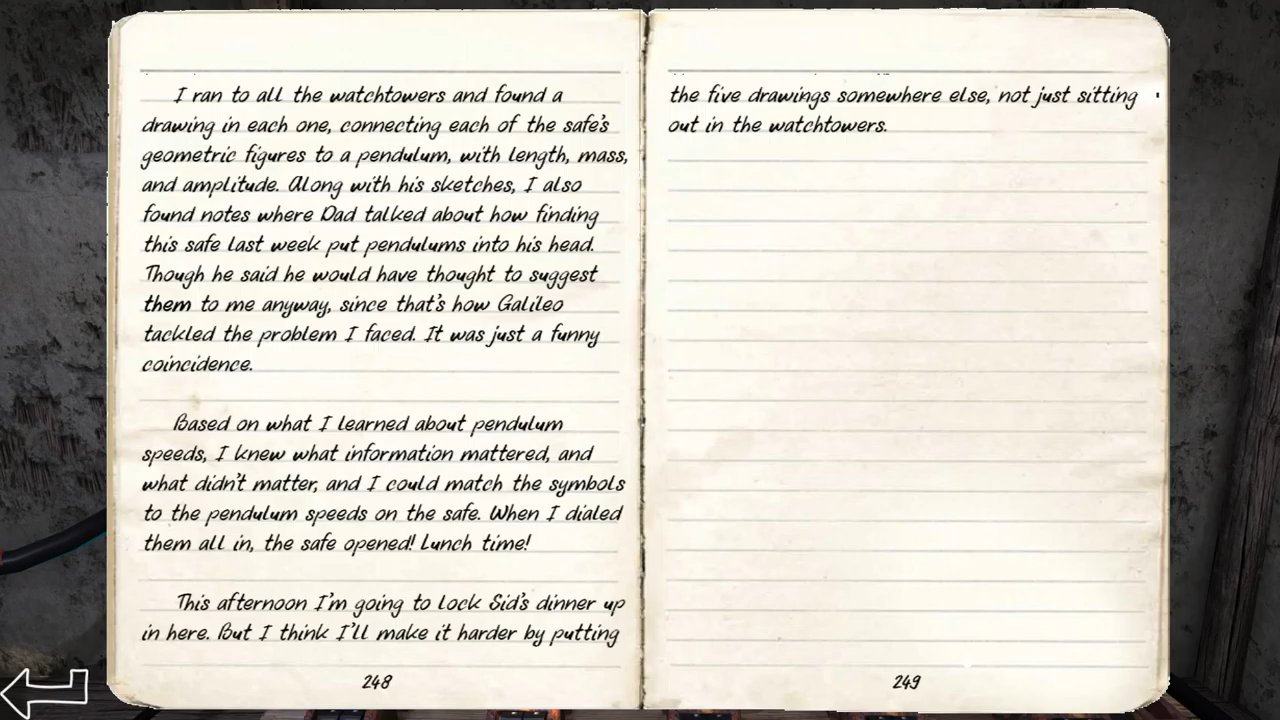 I ran to all the watchtowers and found a
drawing in each one, connecting each of the safe's
geometric figures to a pendulum, with length, mass,
and amplitude. Along with his sketches, I also
found notes where Dad talked about how finding
this safe last week put pendulums into his head.
Though he said he would have thought to suggest
them to me anyway, since that's how Galileo
tackled the problem I faced. It was just a funny
coincidence.
Based on what I learned about pendulum
speeds, I knew what information mattered, and
what didn't matter, and I could match the symbols
to the pendulum speeds on the safe. When I dialed
them all in, the safe opened! Lunch time!
This afternoon I'm going to lock Sid's dinner up
in here. But I think I'll make it harder by putting
248
the five drawings somewhere else, not just sitting
out in the watchtowers.
249